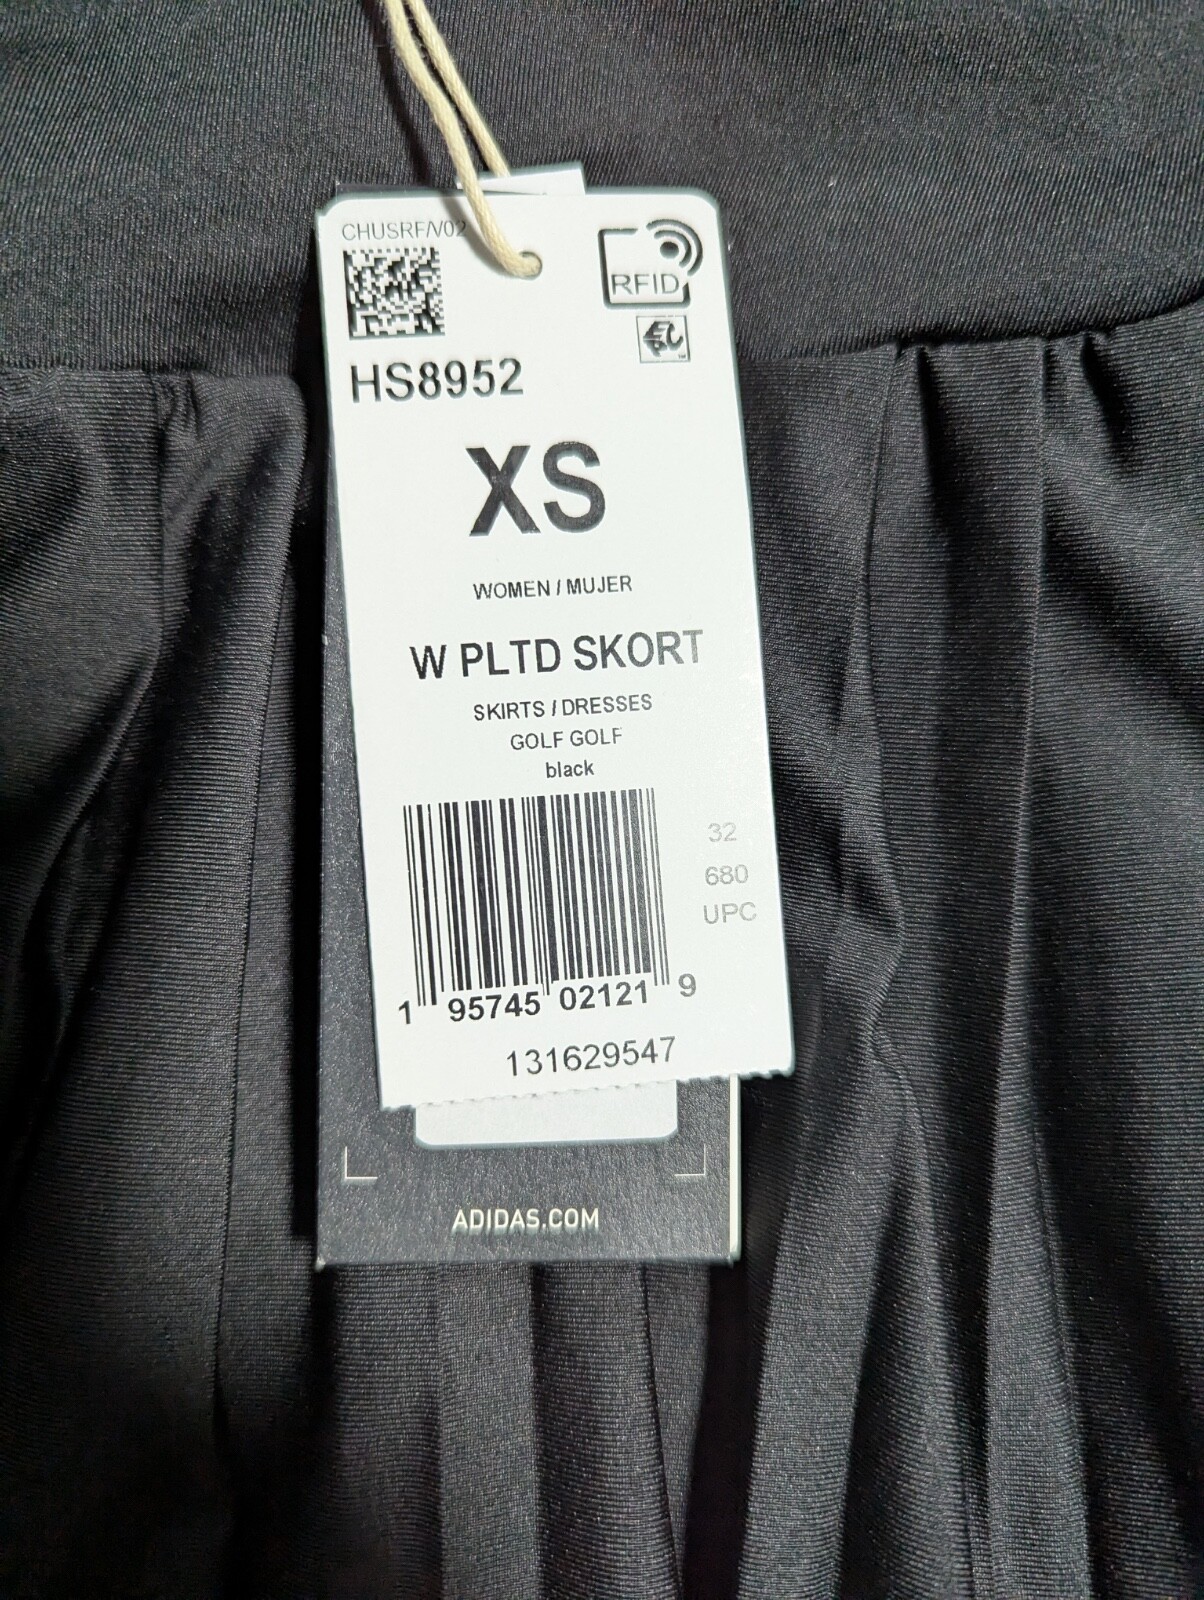 CHUSRF/V02
RFID
EPC
HS8952
XS
WOMEN / MUJER
W PLTD SKORT
SKIRTS / DRESSES
GOLF GOLF
black
32
680
UPC
1 95745 02121 9
131629547
ADIDAS.COM